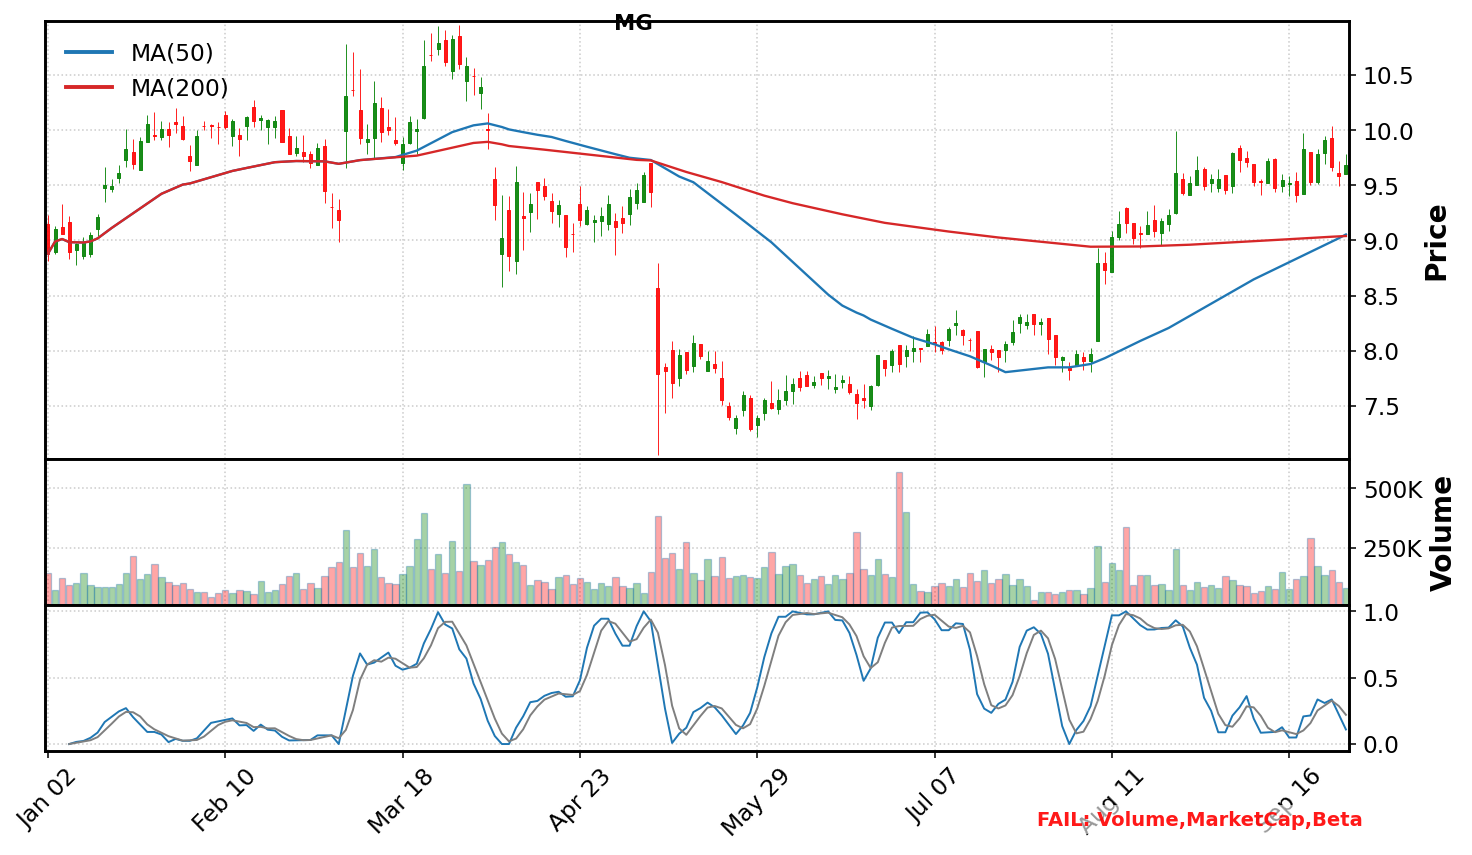 MG
MA(50)
MA(200)
10.5
10.0
9.5
9.0
8.5
8.0
7.5
Price
500K
250K
Volume
1.0
0.5
0.0
Jan 02
Feb 10
Mar 18
Apr 23
May 29
Jul 07
Aug 11
Sep 16
FAIL: Volume,MarketCap,Beta